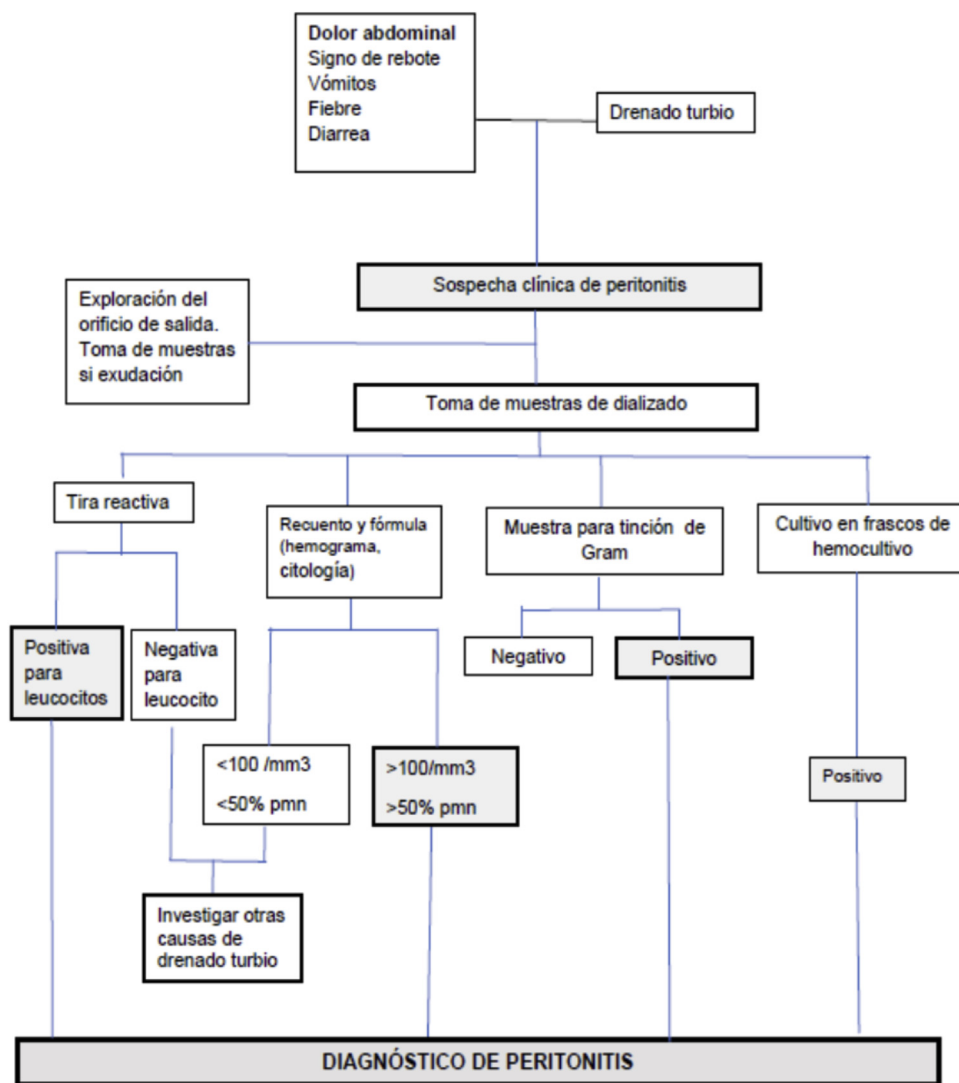 Dolor abdominal
Signo de rebote
Vómitos
Fiebre
Diarrea
Drenado turbio
Sospecha clínica de peritonitis
Exploración del
orificio de salida.
Toma de muestras
si exudación
Toma de muestras de dializado
Tira reactiva
Recuento y fórmula
(hemograma,
citología)
Muestra para tinción de
Gram
Cultivo en frascos de
hemocultivo
Positiva
para
leucocitos
Negativa
para
leucocito
Negativo
Positivo
<100 /mm3
<50% pmn
>100/mm3
>50% pmn
Positivo
Investigar otras
causas de
drenado turbio
DIAGNÓSTICO DE PERITONITIS